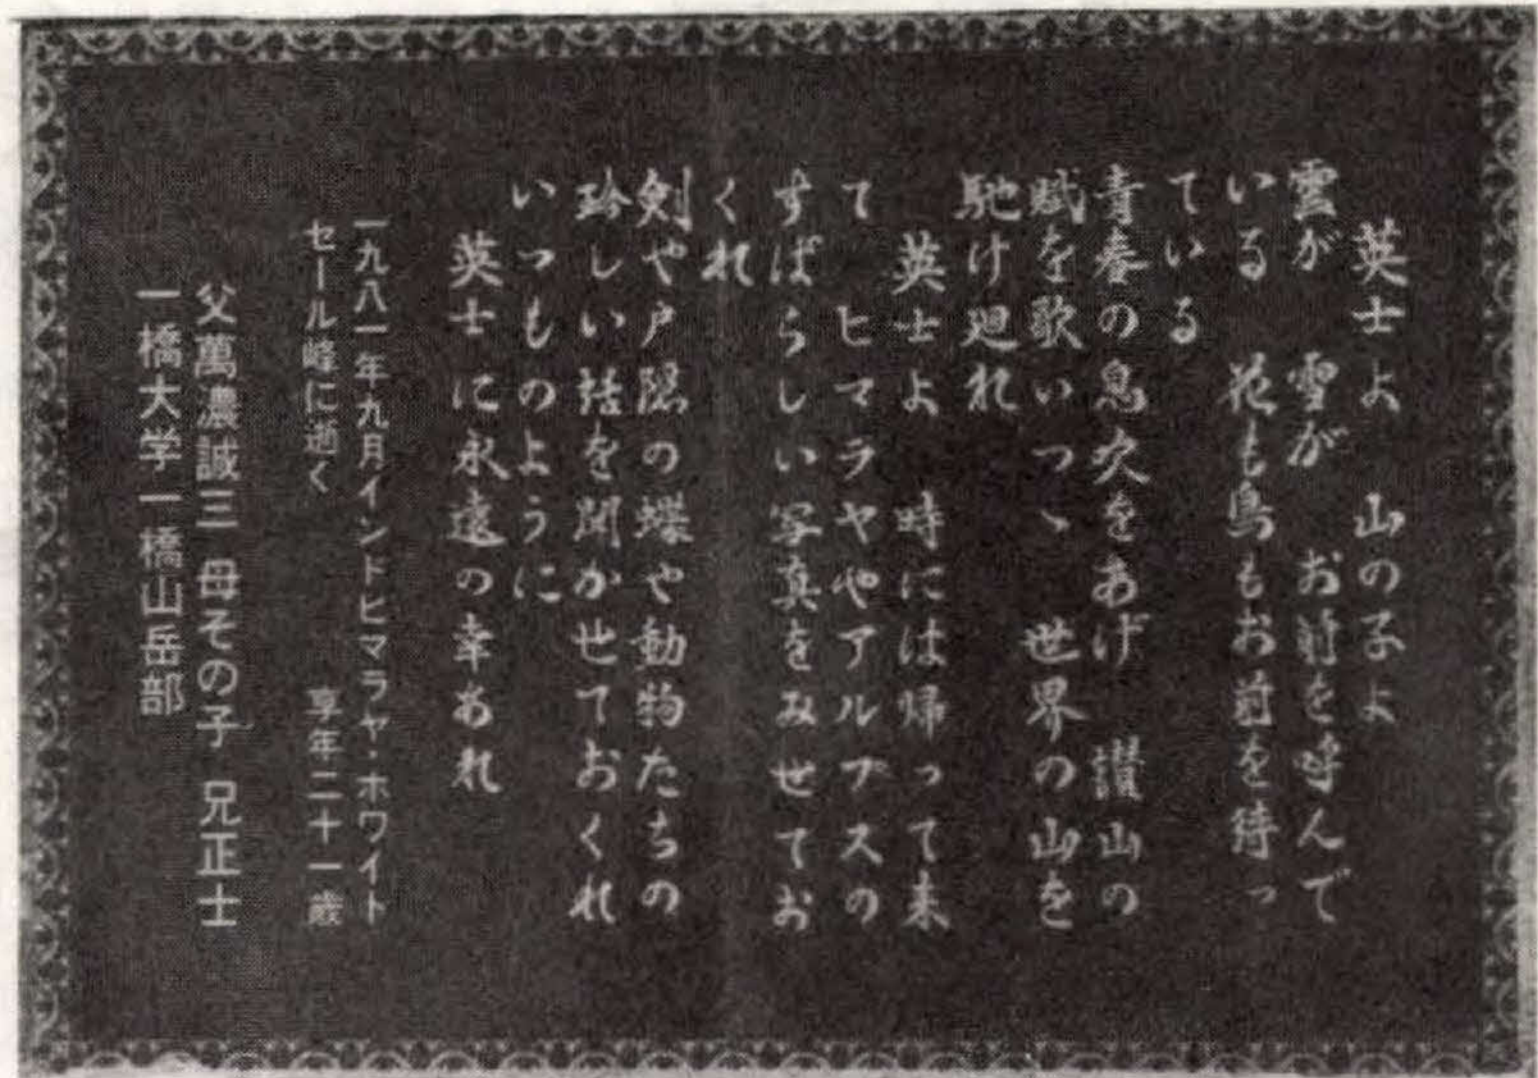 英士よ　山の子よ
雲が　雪が　お前を呼んで
いる　花も鳥もお前を待っ
ている
青春の息吹をあげ　讃山の
賦を歌いつゝ　世界の山を
馳け廻れ
英士よ　時には帰って来
て　ヒマラヤやアルプスの
すばらしい写真をみせてお
くれ
剣や戸隠の蝶や動物たちの
珍しい話を聞かせておくれ
いつものように
英士に永遠の幸あれ
一九八一年九月インドヒマラヤ・ホワイト
セール峰に逝く　享年二十一歳
父萬濃誠三　母その子　兄正士
一橋大学一橋山岳部